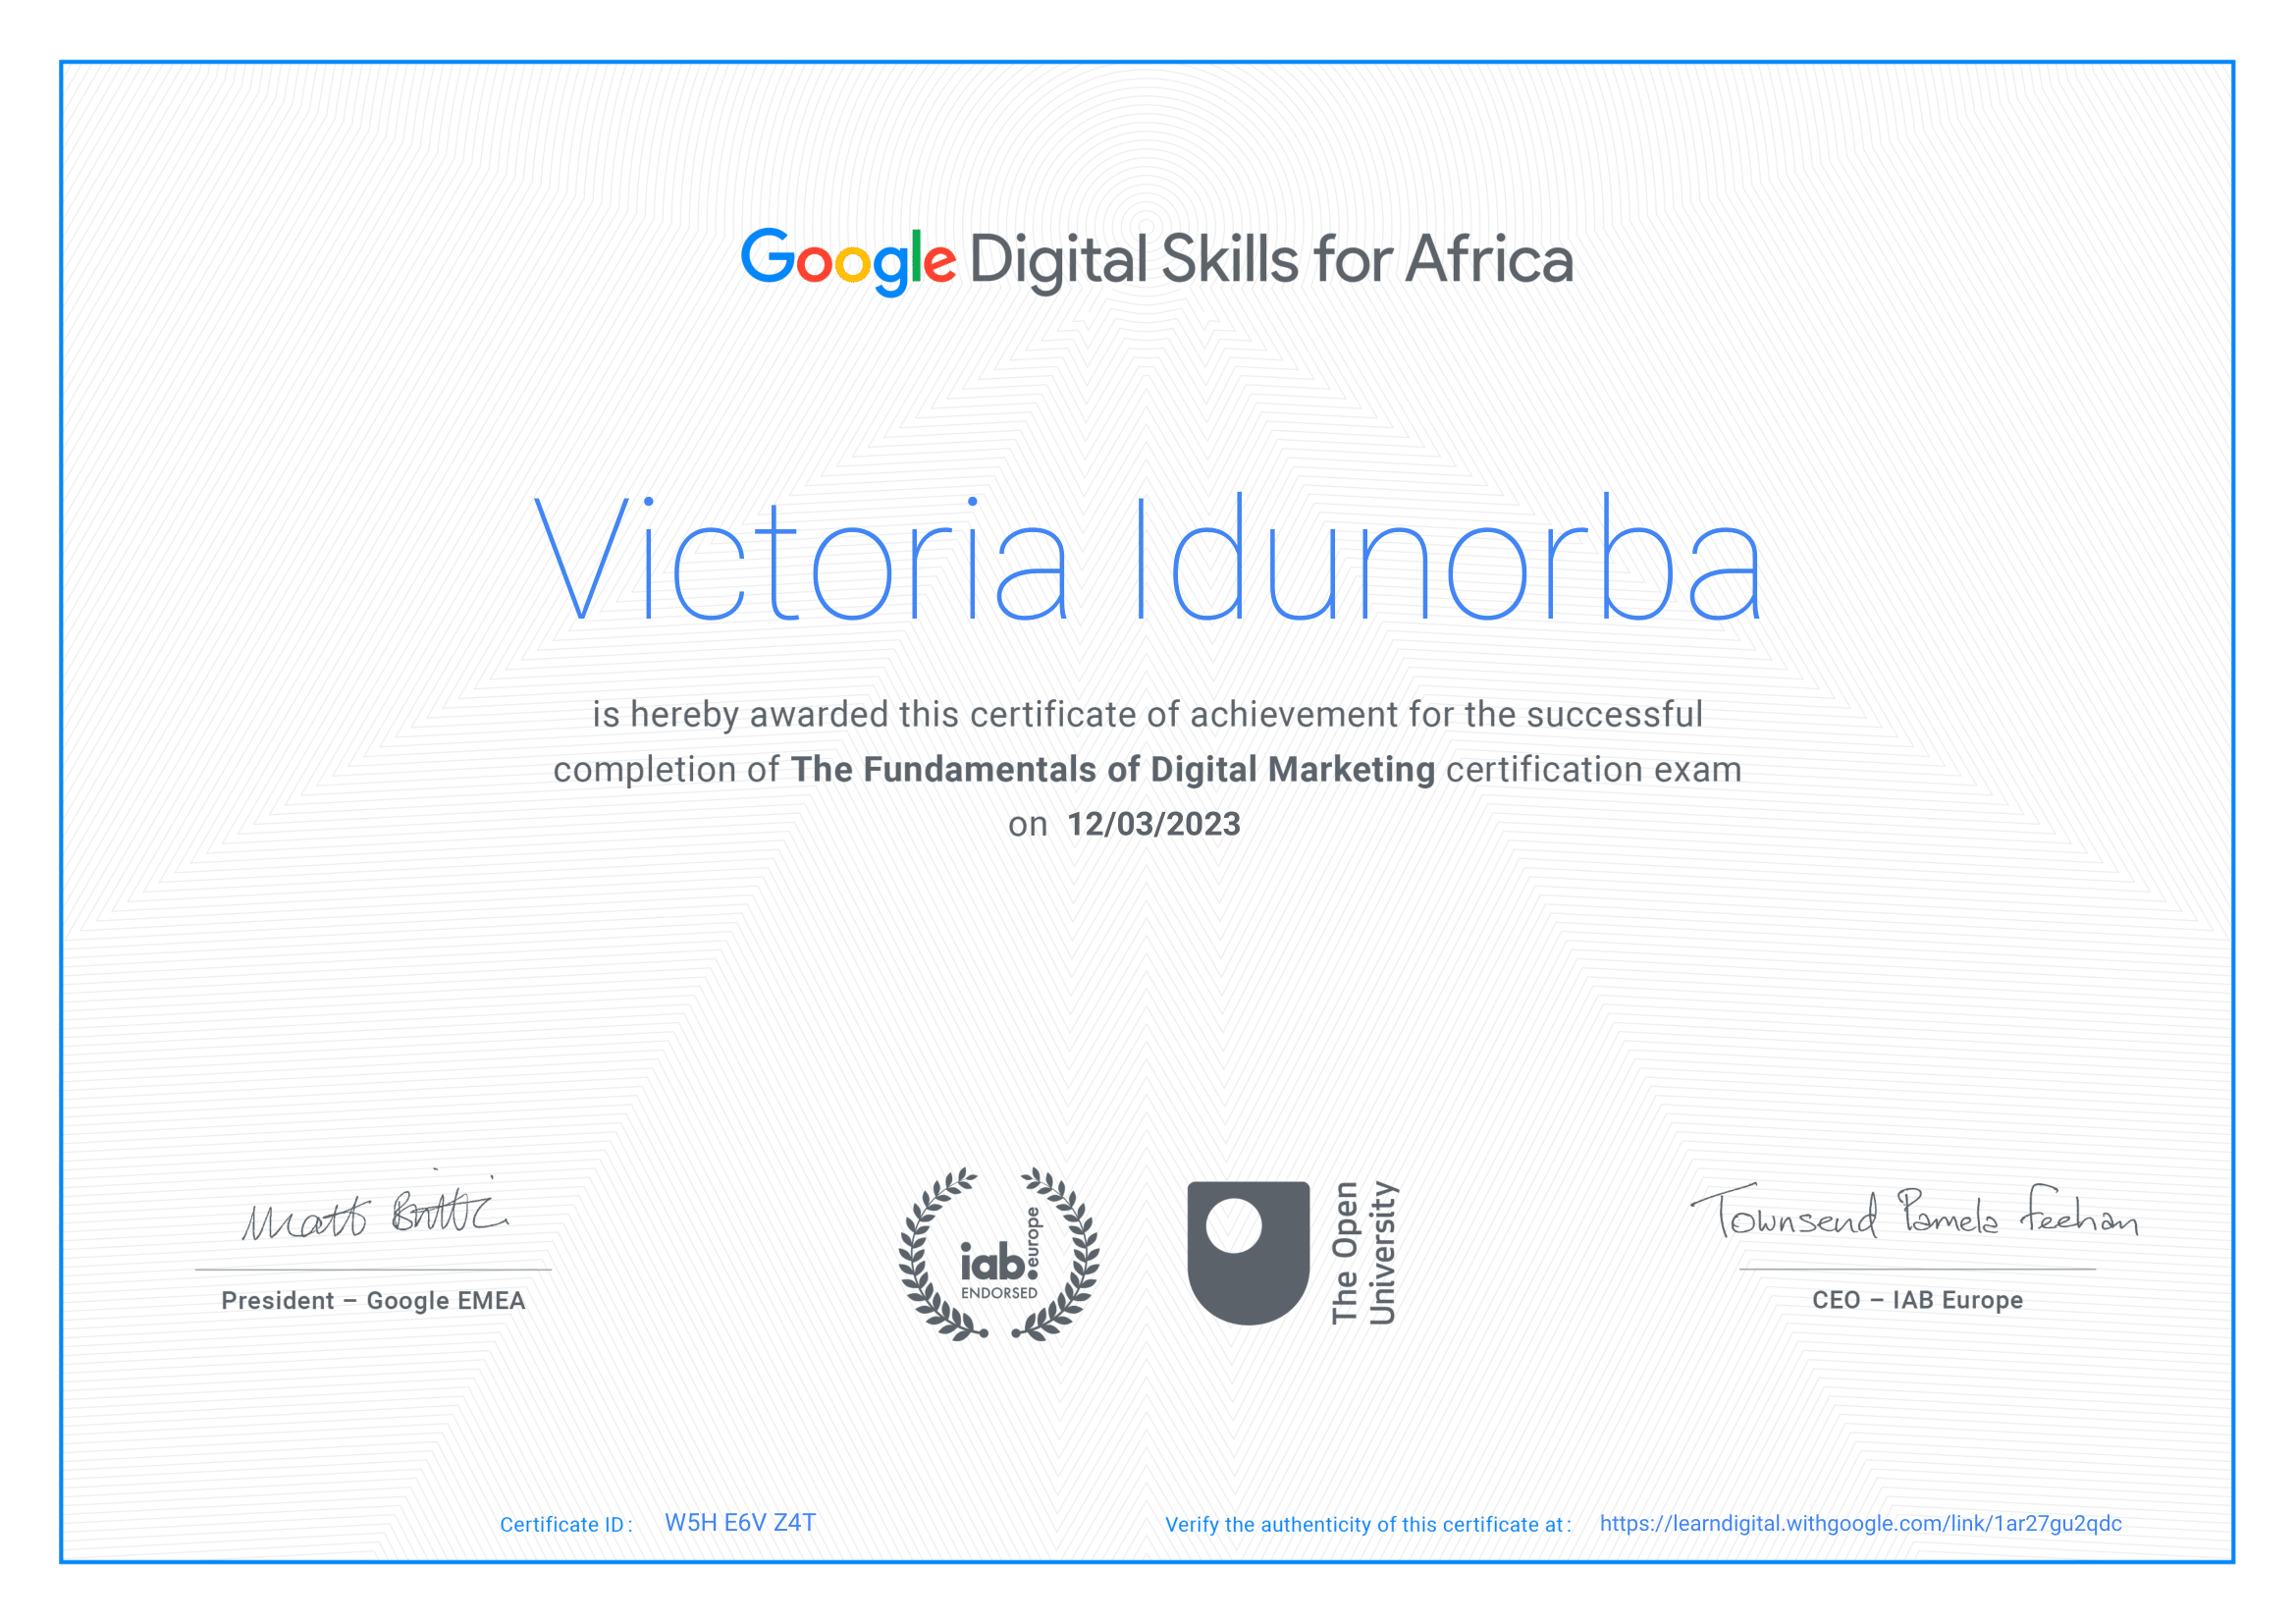 Google Digital Skills for Africa
Victoria Idunorba
is hereby awarded this certificate of achievement for the successful
completion of The Fundamentals of Digital Marketing certification exam
on 12/03/2023
Matt Brittin
President – Google EMEA
iab.europe
ENDORSED
The Open
University
Townsend Pamela Feehan
CEO – IAB Europe
Certificate ID : W5H E6V Z4T
Verify the authenticity of this certificate at : https://learndigital.withgoogle.com/link/1ar27gu2qdc